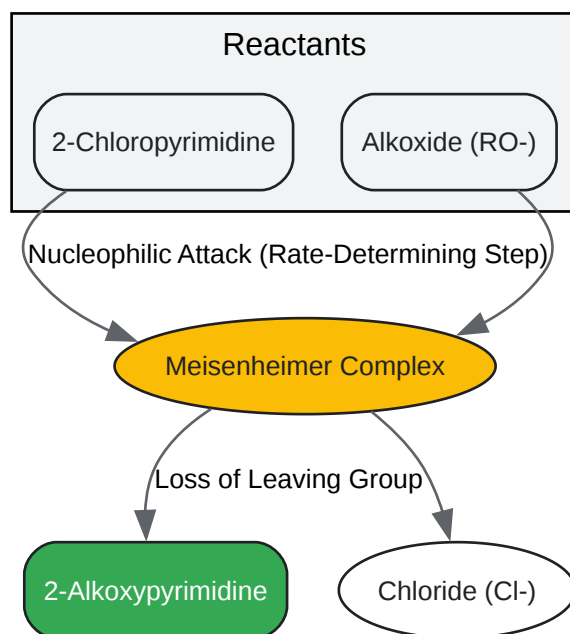 Reactants
2-Chloropyrimidine
Alkoxide (RO-)
Nucleophilic Attack (Rate-Determining Step)
Meisenheimer Complex
Loss of Leaving Group
2-Alkoxypyrimidine
Chloride (Cl-)